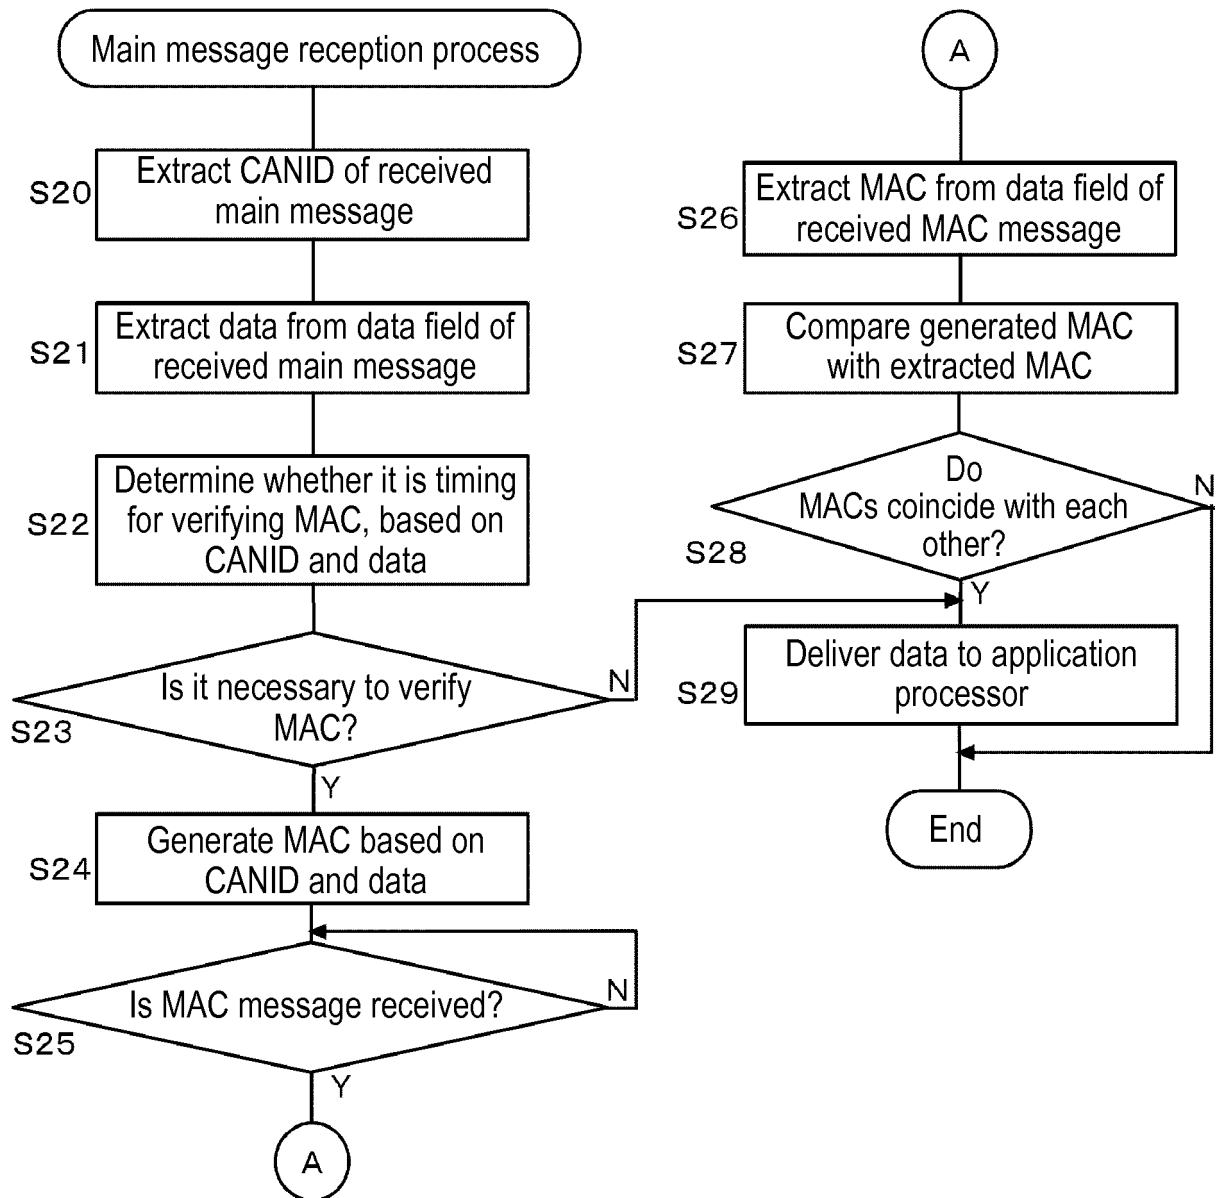 Main message reception process
S20
Extract CANID of received
main message
S21
Extract data from data field of
received main message
S22
Determine whether it is timing
for verifying MAC, based on
CANID and data
S23
Is it necessary to verify
MAC?
N
Y
S24
Generate MAC based on
CANID and data
S25
Is MAC message received?
N
Y
A
A
S26
Extract MAC from data field of
received MAC message
S27
Compare generated MAC
with extracted MAC
S28
Do
MACs coincide with each
other?
N
Y
S29
Deliver data to application
processor
End